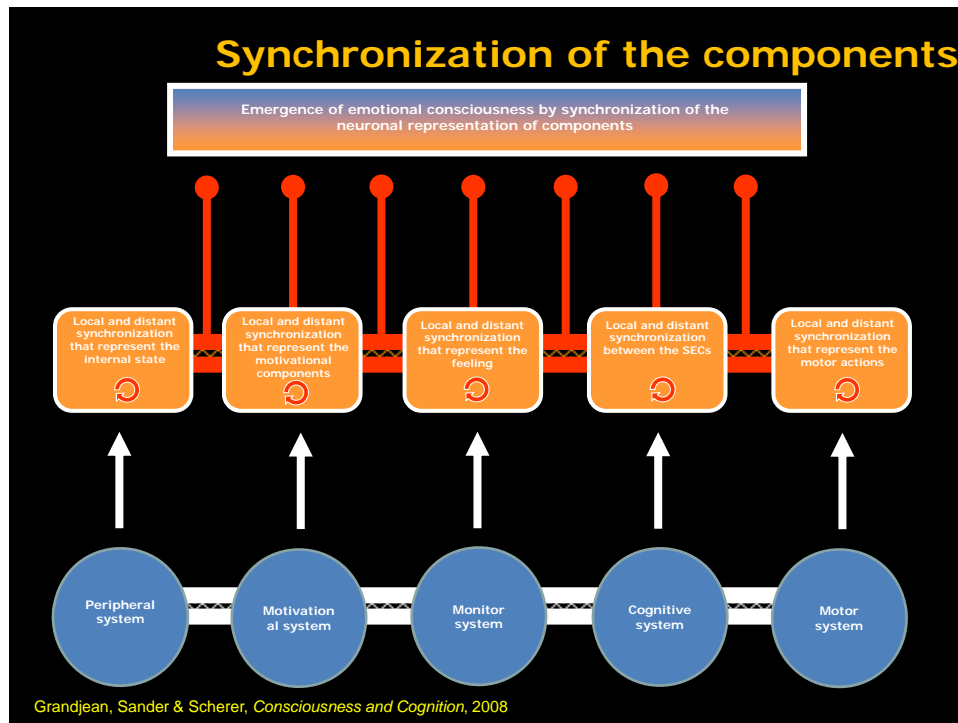 Synchronization of the components
Emergence of emotional consciousness by synchronization of the
neuronal representation of components
Local and distant
synchronization
that represent the
internal state
Local and distant
synchronization
that represent the
motivational
components
Local and distant
synchronization
that represent the
feeling
Local and distant
synchronization
between the SECs
Local and distant
synchronization
that represent the
motor actions
Peripheral
system
Motivation
al system
Monitor
system
Cognitive
system
Motor
system
Grandjean, Sander & Scherer, Consciousness and Cognition, 2008